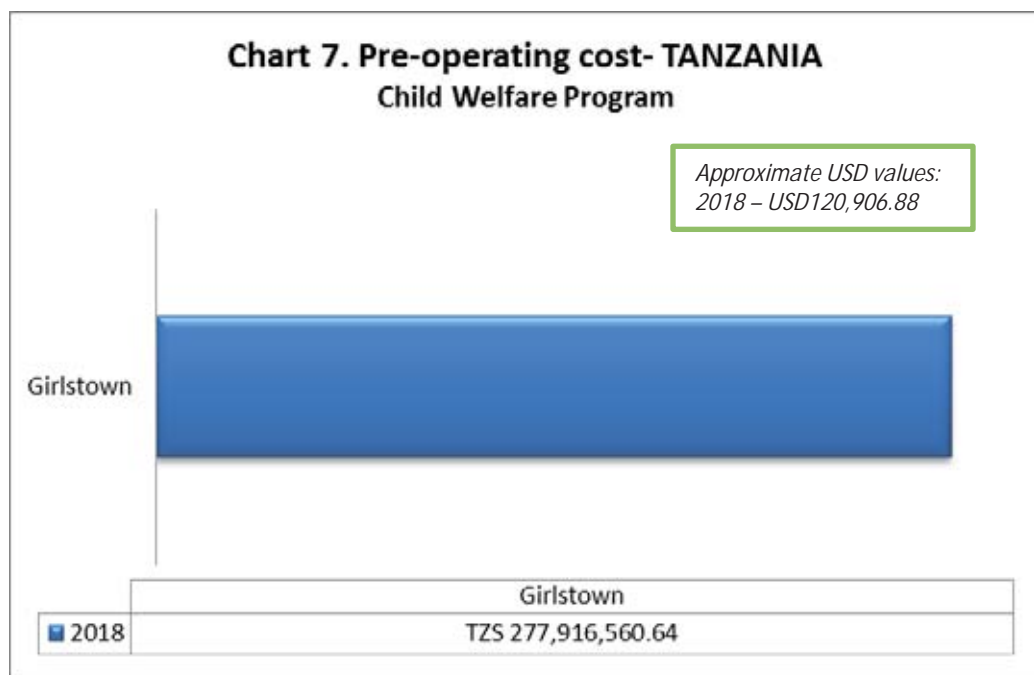 Chart 7. Pre-operating cost- TANZANIA
Child Welfare Program
Approximate USD values:
2018 – USD120,906.88
Girlstown
Girlstown
2018 TZS 277,916,560.64